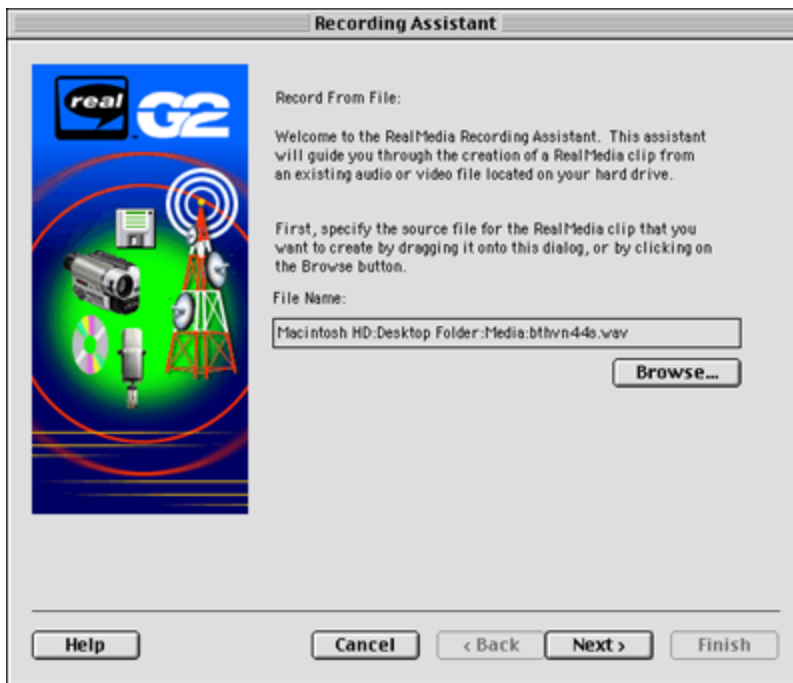 Recording Assistant
real
G2
Record From File:
Welcome to the RealMedia Recording Assistant. This assistant
will guide you through the creation of a RealMedia clip from
an existing audio or video file located on your hard drive.
First, specify the source file for the RealMedia clip that you
want to create by dragging it onto this dialog, or by clicking on
the Browse button.
File Name:
Macintosh HD:Desktop Folder:Media:bthvn44s.wav
Browse...
Help
Cancel
< Back
Next >
Finish